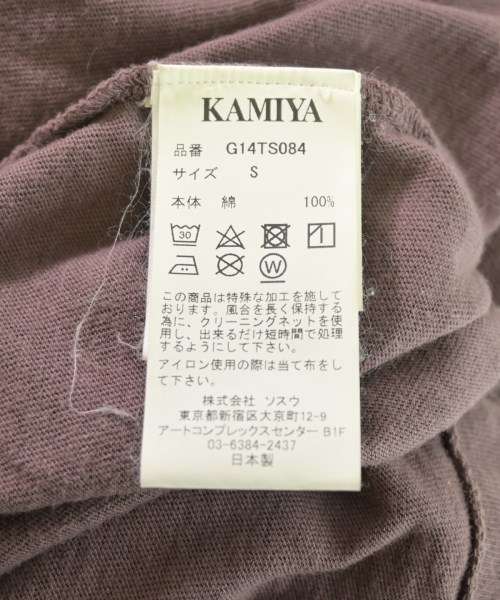 KAMIYA
品番 G14TS084
サイズ S
本体 綿 100%
30
W
この商品は特殊な加工を施して
おります。風合を長く保持する
為に、クリーニングネットを使用
し、出来るだけ短時間で処理
するようにして下さい。
アイロン使用の際は当て布をし
て下さい。
株式会社 ソスウ
東京都新宿区大京町12-9
アートコンプレックスセンター B1F
03-6384-2437
日本製